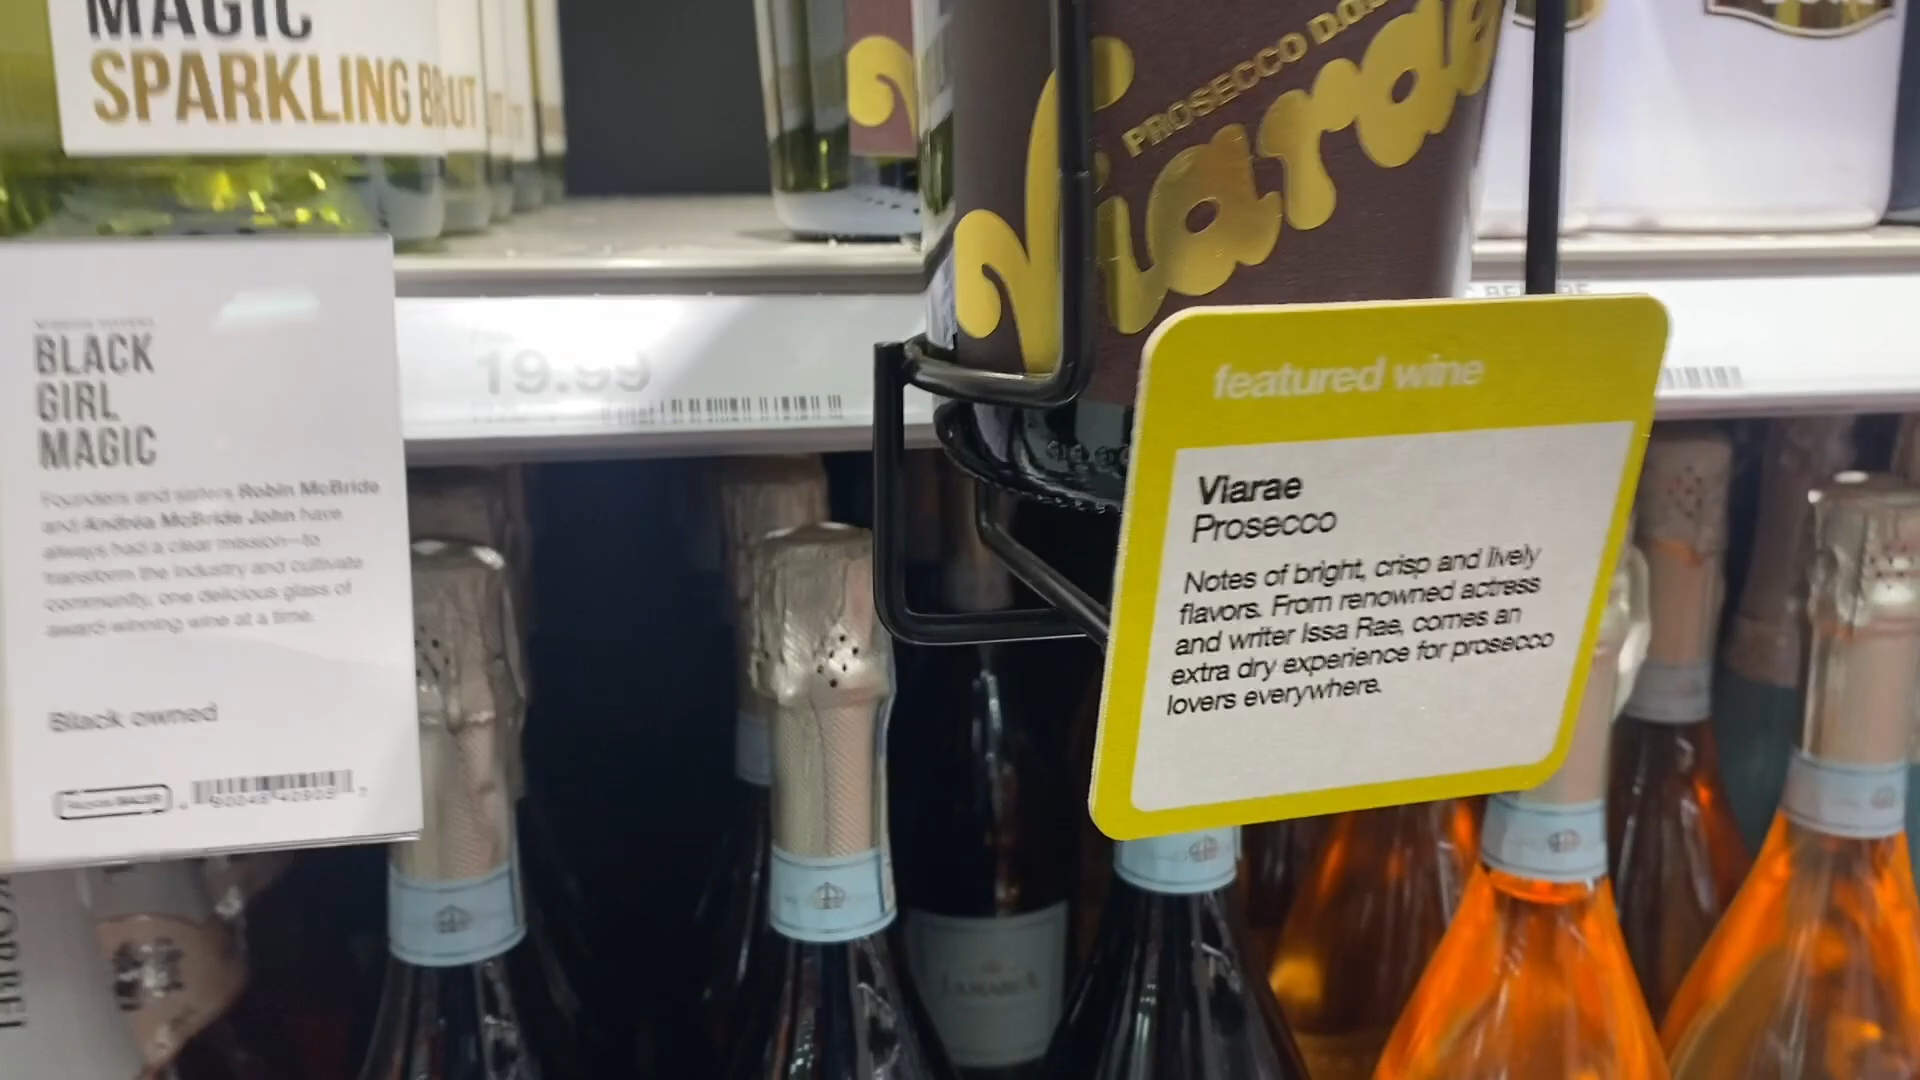 MAGIC
SPARKLING BRUT
BLACK
GIRL
MAGIC
Founders and sisters Robin McBride
and Andréa McBride John have
always had a clear mission—to
transform the industry and cultivate
community, one delicious glass of
award-winning wine at a time.
Black owned
19.99
PROSECCO
Viarae
featured wine
Viarae
Prosecco
Notes of bright, crisp and lively
flavors. From renowned actress
and writer Issa Rae, comes an
extra dry experience for prosecco
lovers everywhere.
LAMARCA